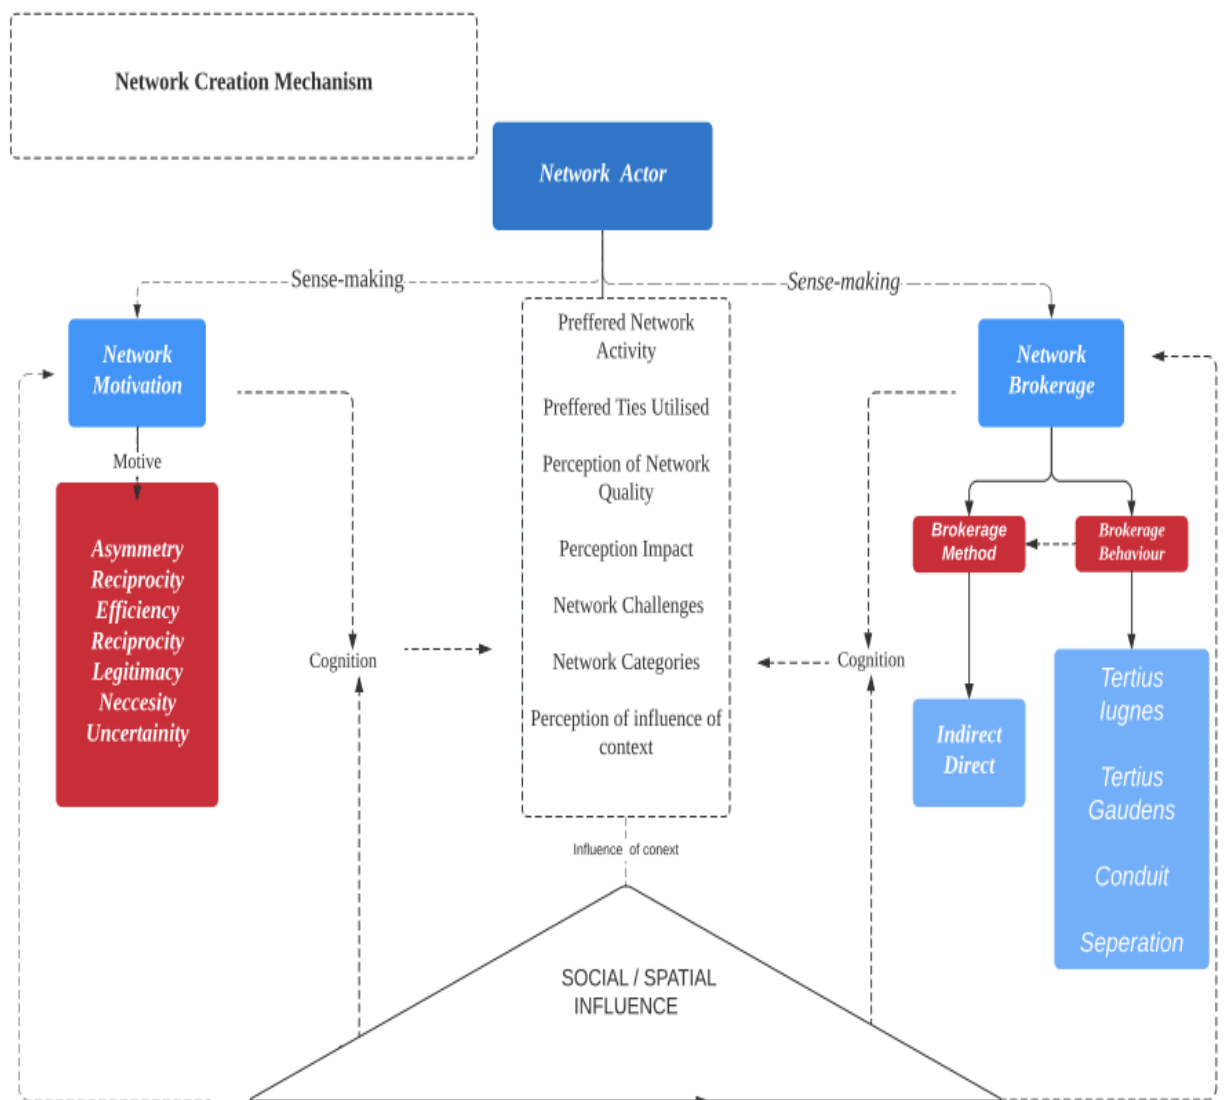 Network Creation Mechanism
Network Actor
Sense-making
Sense-making
Network
Motivation
Motive
Asymmetry
Reciprocity
Efficiency
Reciprocity
Legitimacy
Neccesity
Uncertainity
Cognition
Preffered Network
Activity
Preffered Ties Utilised
Perception of Network
Quality
Perception Impact
Network Challenges
Network Categories
Perception of influence of
context
Influence of conext
SOCIAL / SPATIAL
INFLUENCE
Cognition
Network
Brokerage
Brokerage
Method
Brokerage
Behaviour
Indirect
Direct
Tertius
Iugnes
Tertius
Gaudens
Conduit
Seperation